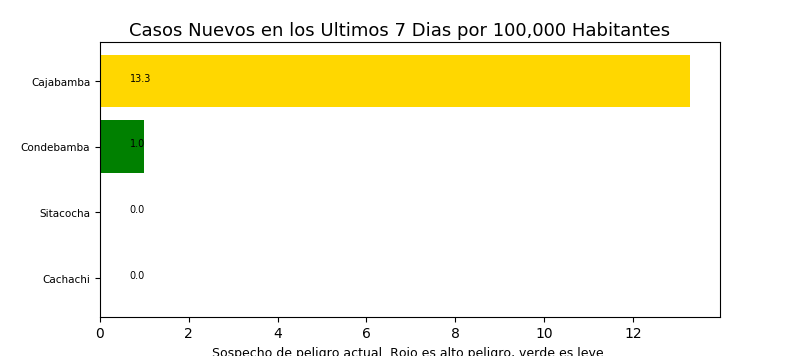 Casos Nuevos en los Ultimos 7 Dias por 100,000 Habitantes
Cajabamba 13.3
Condebamba 1.0
Sitacocha 0.0
Cachachi 0.0
0 2 4 6 8 10 12
Sospecho de peligro actual. Rojo es alto peligro, verde es leve